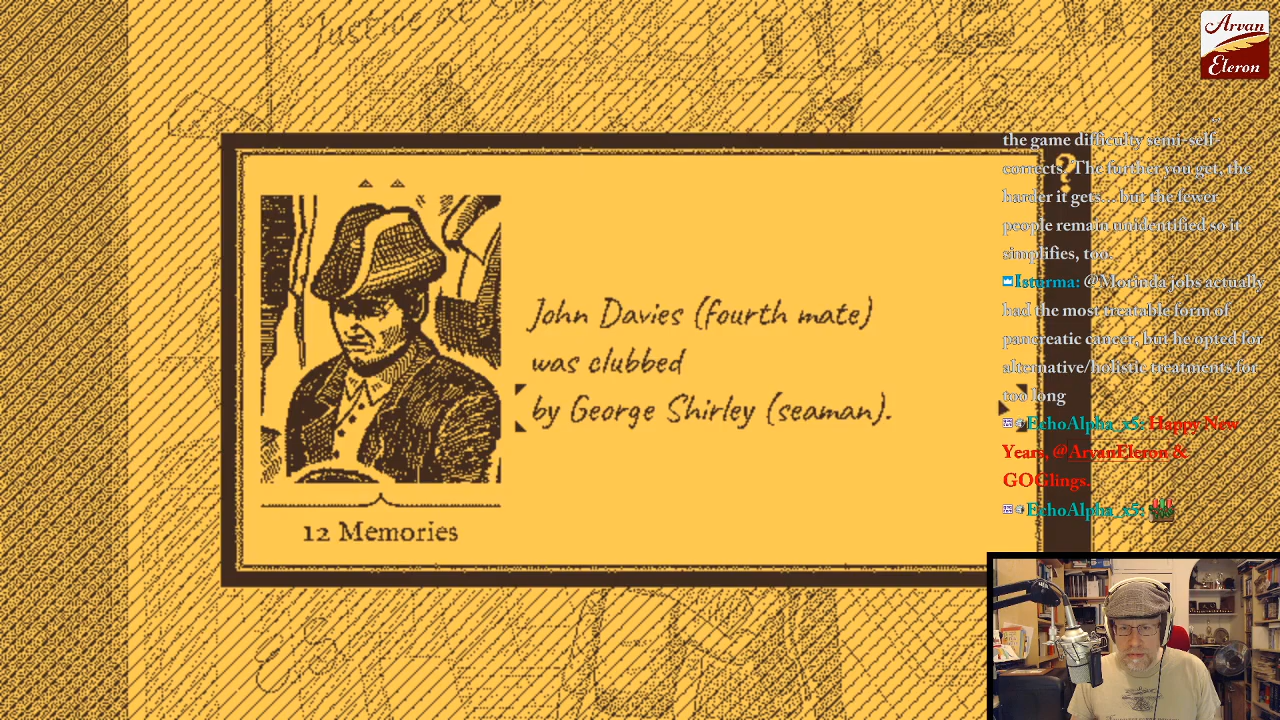 Justice at Se
Arvan
Eleron
?
John Davies (fourth mate)
was clubbed
by George Shirley (seaman).
12 Memories
the game difficulty semi-self-
corrects. The further you get, the
harder it gets... but the fewer
people remain unidentified so it
simplifies, too.
Isturma: @Morinda jobs actually
had the most treatable form of
pancreatic cancer, but he opted for
alternative/holistic treatments for
too long
EchoAlpha_x5: Happy New
Years, @ArvanEleron &
GOGlings.
EchoAlpha_x5: